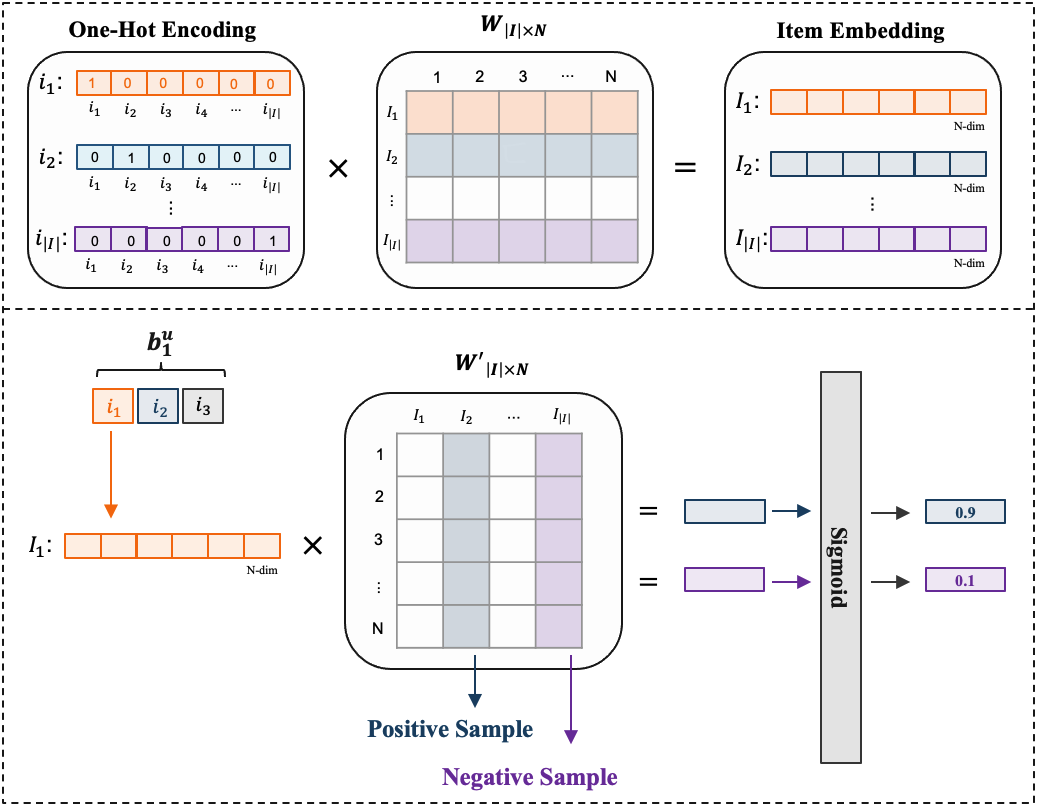 One-Hot Encoding
W|I|×N
Item Embedding
i1: 1 0 0 0 0 0
i1 i2 i3 i4 ... i|I|
i2: 0 1 0 0 0 0
i1 i2 i3 i4 ... i|I|
⋮
i|I|: 0 0 0 0 0 1
i1 i2 i3 i4 ... i|I|
×
1 2 3 ... N
I1
I2
⋮
I|I|
=
I1:
N-dim
I2:
N-dim
⋮
I|I|:
N-dim
b1u
i1 i2 i3
I1:
N-dim
×
W'|I|×N
I1 I2 ... I|I|
1
2
3
⋮
N
=
=
Sigmoid
0.9
0.1
Positive Sample
Negative Sample